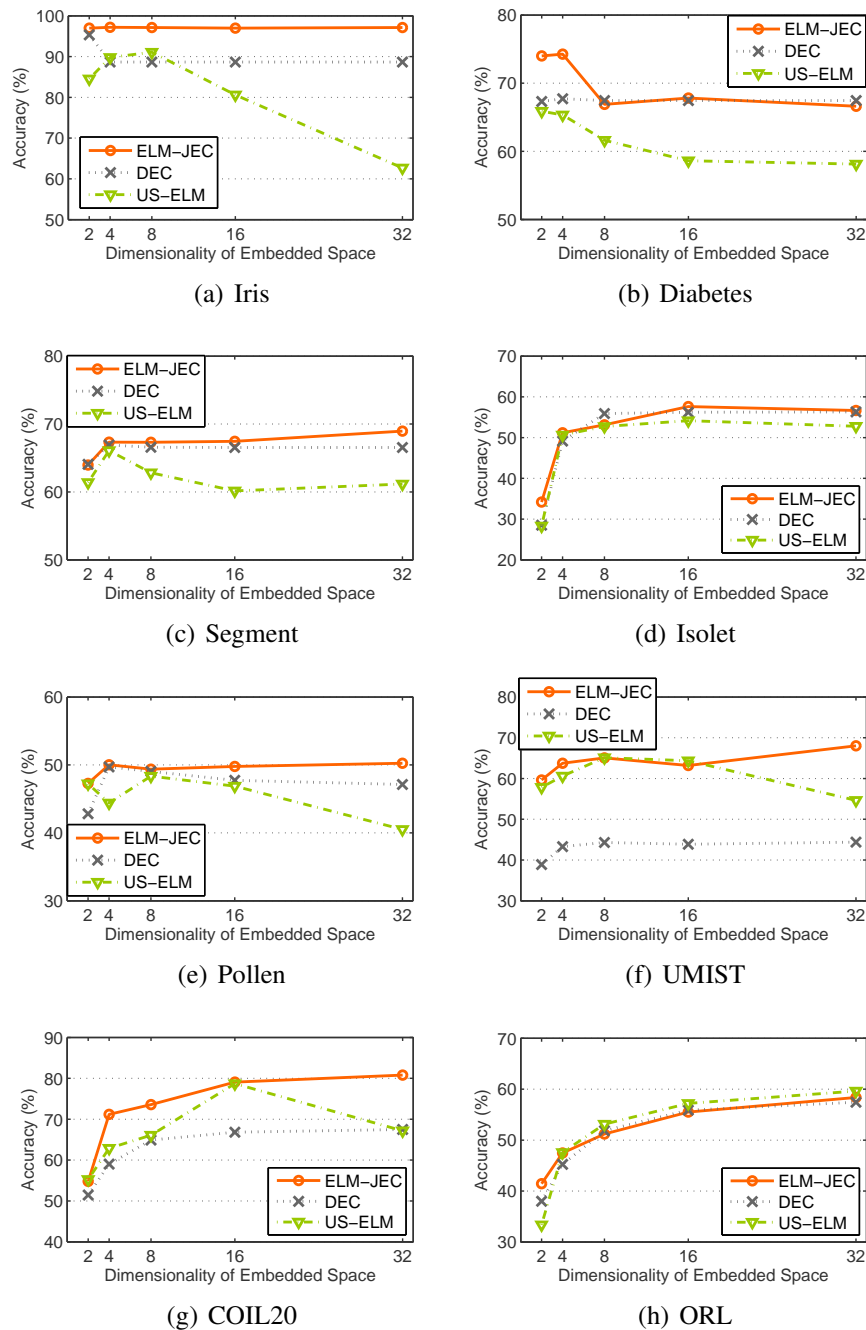 100
90
80
70
60
50
Accuracy (%)
ELM-JEC
DEC
US-ELM
2 4 8 16 32
Dimensionality of Embedded Space
(a) Iris
80
70
60
50
Accuracy (%)
ELM-JEC
DEC
US-ELM
2 4 8 16 32
Dimensionality of Embedded Space
(b) Diabetes
80
70
60
50
Accuracy (%)
ELM-JEC
DEC
US-ELM
2 4 8 16 32
Dimensionality of Embedded Space
(c) Segment
70
60
50
40
30
20
Accuracy (%)
ELM-JEC
DEC
US-ELM
2 4 8 16 32
Dimensionality of Embedded Space
(d) Isolet
60
50
40
30
Accuracy (%)
ELM-JEC
DEC
US-ELM
2 4 8 16 32
Dimensionality of Embedded Space
(e) Pollen
80
70
60
50
40
30
Accuracy (%)
ELM-JEC
DEC
US-ELM
2 4 8 16 32
Dimensionality of Embedded Space
(f) UMIST
90
80
70
60
50
40
Accuracy (%)
ELM-JEC
DEC
US-ELM
2 4 8 16 32
Dimensionality of Embedded Space
(g) COIL20
70
60
50
40
30
Accuracy (%)
ELM-JEC
DEC
US-ELM
2 4 8 16 32
Dimensionality of Embedded Space
(h) ORL